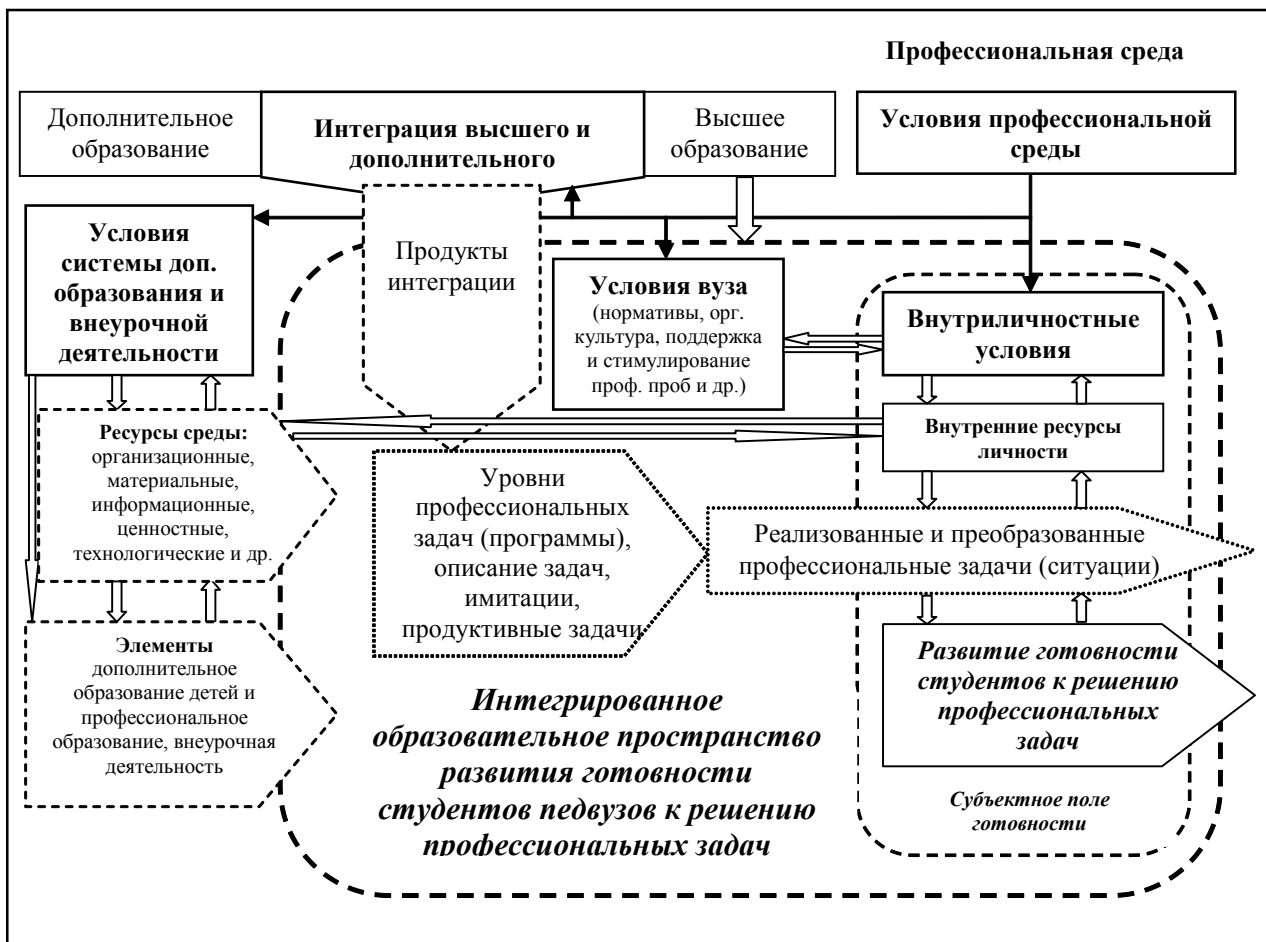 Профессиональная среда
Дополнительное
образование
Интеграция высшего и
дополнительного
Высшее
образование
Условия профессиональной
среды
Условия
системы доп.
образования и
внеурочной
деятельности
Продукты
интеграции
Условия вуза
(нормативы, орг.
культура, поддержка
и стимулирование
проф. проб и др.)
Внутриличностные
условия
Ресурсы среды:
организационные,
материальные,
информационные,
ценностные,
технологические и др.
Внутренние ресурсы
личности
Уровни
профессиональных
задач (программы),
описание задач,
имитации,
продуктивные задачи
Реализованные и преобразованные
профессиональные задачи (ситуации)
Элементы
дополнительное
образование детей и
профессиональное
образование, внеурочная
деятельность
Развитие готовности
студентов к решению
профессиональных
задач
Интегрированное
образовательное пространство
развития готовности
студентов педвузов к решению
профессиональных задач
Субъектное поле
готовности